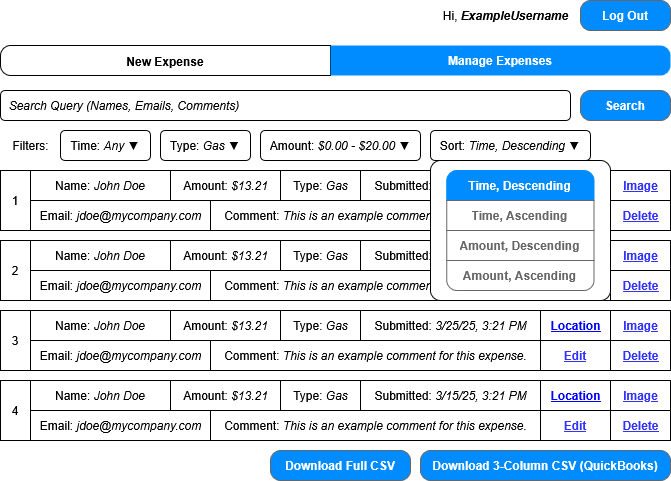 Hi, ExampleUsername Log Out
New Expense Manage Expenses
Search Query (Names, Emails, Comments) Search
Filters: Time: Any ▼ Type: Gas ▼ Amount: $0.00 - $20.00 ▼ Sort: Time, Descending ▼
1 Name: John Doe Amount: $13.21 Type: Gas Submitted: Image
Email: jdoe@mycompany.com Comment: This is an example commen Delete
Time, Descending
Time, Ascending
Amount, Descending
Amount, Ascending
2 Name: John Doe Amount: $13.21 Type: Gas Submitted: Image
Email: jdoe@mycompany.com Comment: This is an example commen Delete
3 Name: John Doe Amount: $13.21 Type: Gas Submitted: 3/25/25, 3:21 PM Location Image
Email: jdoe@mycompany.com Comment: This is an example comment for this expense. Edit Delete
4 Name: John Doe Amount: $13.21 Type: Gas Submitted: 3/15/25, 3:21 PM Location Image
Email: jdoe@mycompany.com Comment: This is an example comment for this expense. Edit Delete
Download Full CSV Download 3-Column CSV (QuickBooks)